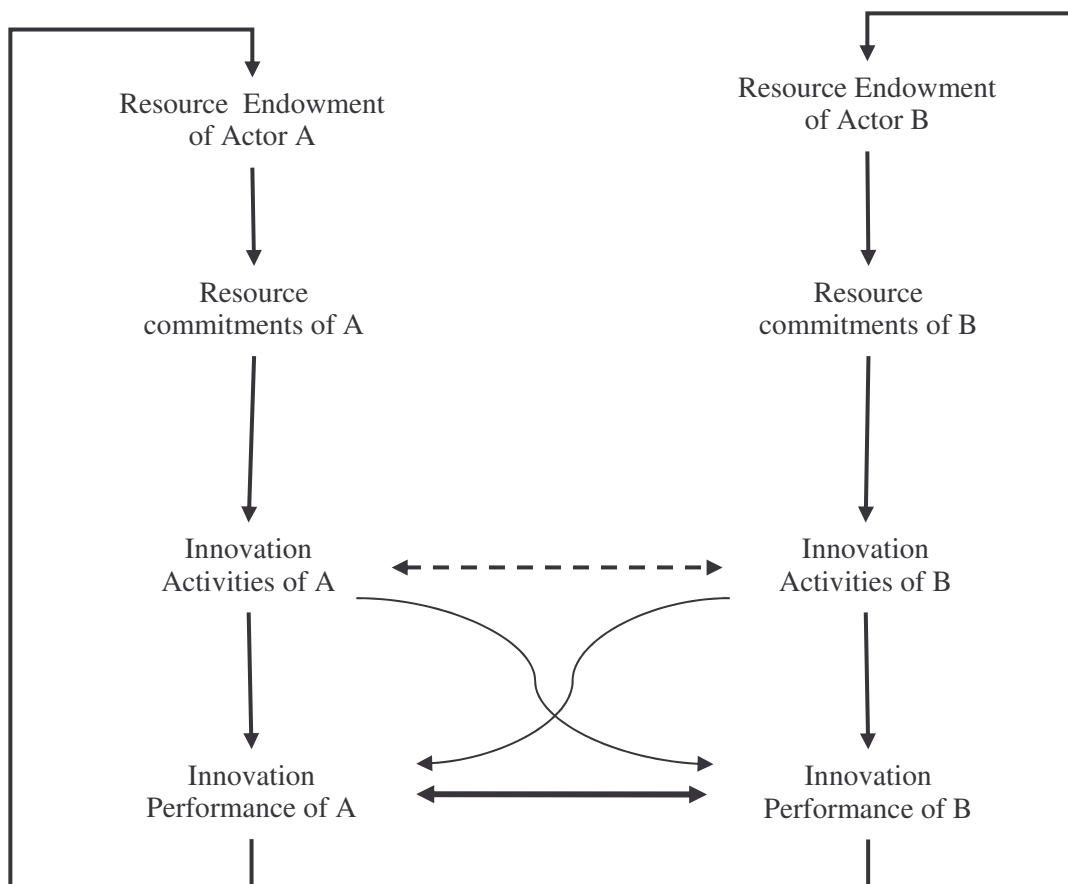 Resource Endowment
of Actor A
Resource Endowment
of Actor B
Resource
commitments of A
Resource
commitments of B
Innovation
Activities of A
Innovation
Activities of B
Innovation
Performance of A
Innovation
Performance of B